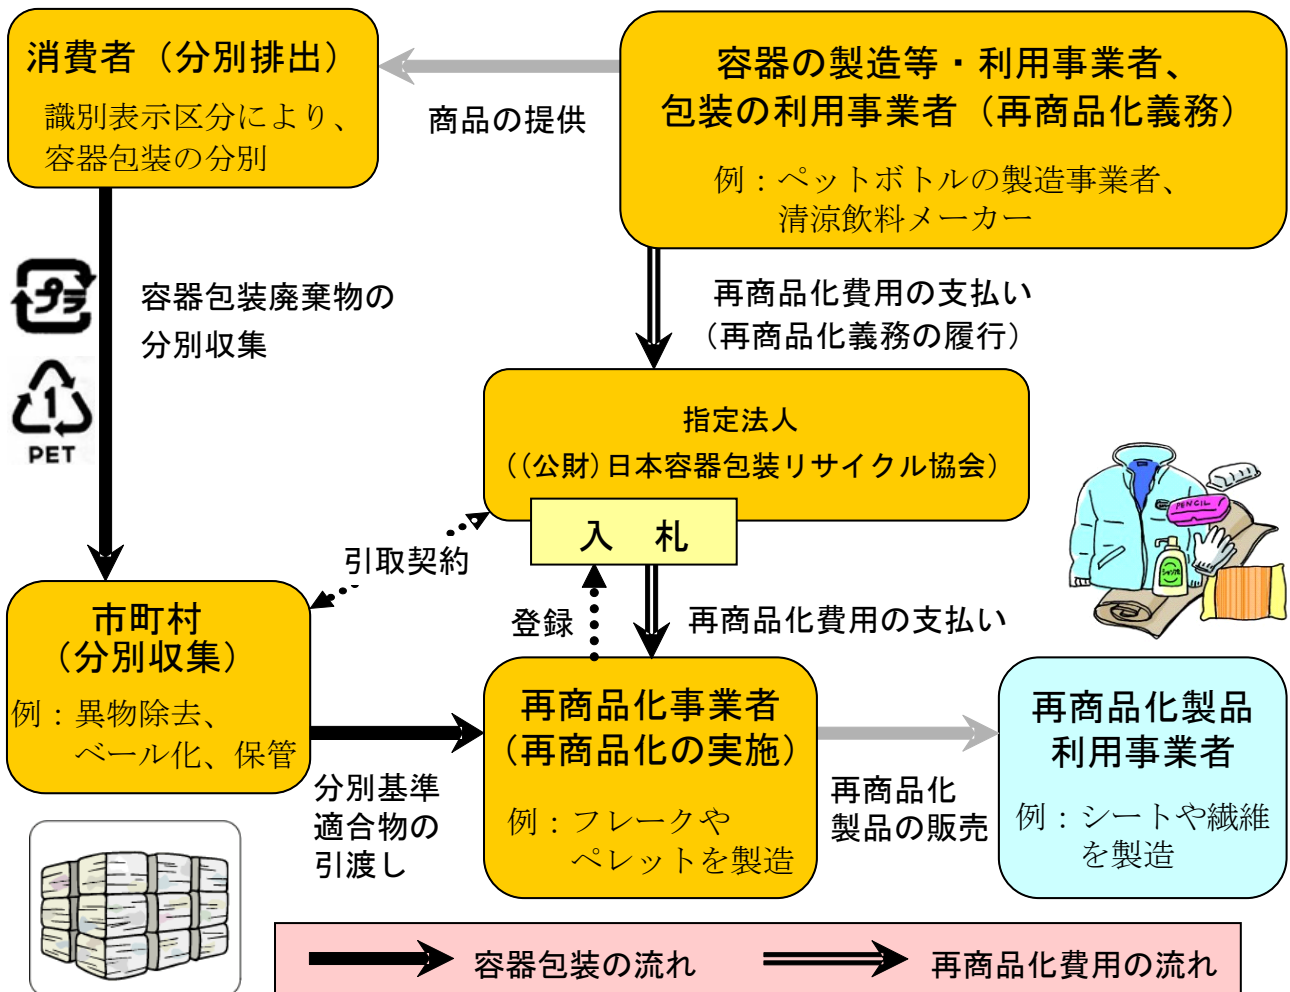 消費者（分別排出）
識別表示区分により、
容器包装の分別
商品の提供
容器の製造等・利用事業者、
包装の利用事業者（再商品化義務）
例：ペットボトルの製造事業者、
清涼飲料メーカー
プラ
1
PET
容器包装廃棄物の
分別収集
再商品化費用の支払い
（再商品化義務の履行）
指定法人
（(公財)日本容器包装リサイクル協会）
入 札
引取契約
登録
再商品化費用の支払い
PENCIL
市町村
（分別収集）
例：異物除去、
ベール化、保管
分別基準
適合物の
引渡し
再商品化事業者
（再商品化の実施）
例：フレークや
ペレットを製造
再商品化
製品の販売
再商品化製品
利用事業者
例：シートや繊維
を製造
容器包装の流れ
再商品化費用の流れ